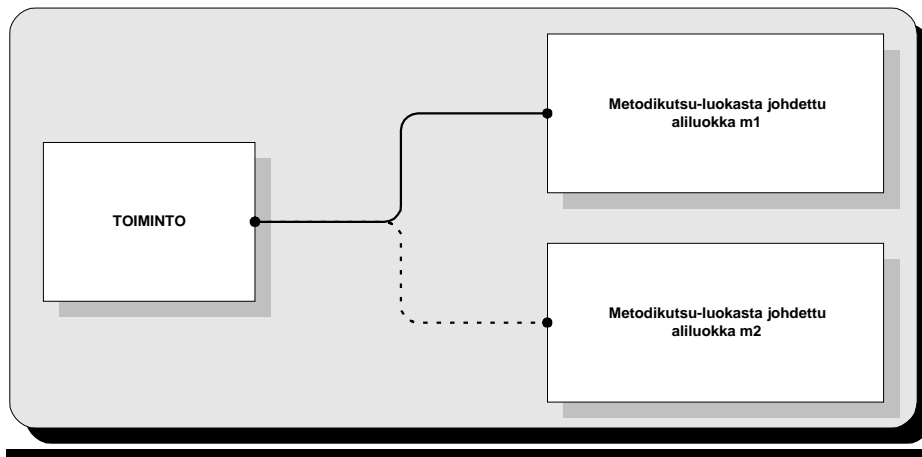 Metodikutsu-luokasta johdettu
aliluokka m1
TOIMINTO
Metodikutsu-luokasta johdettu
aliluokka m2